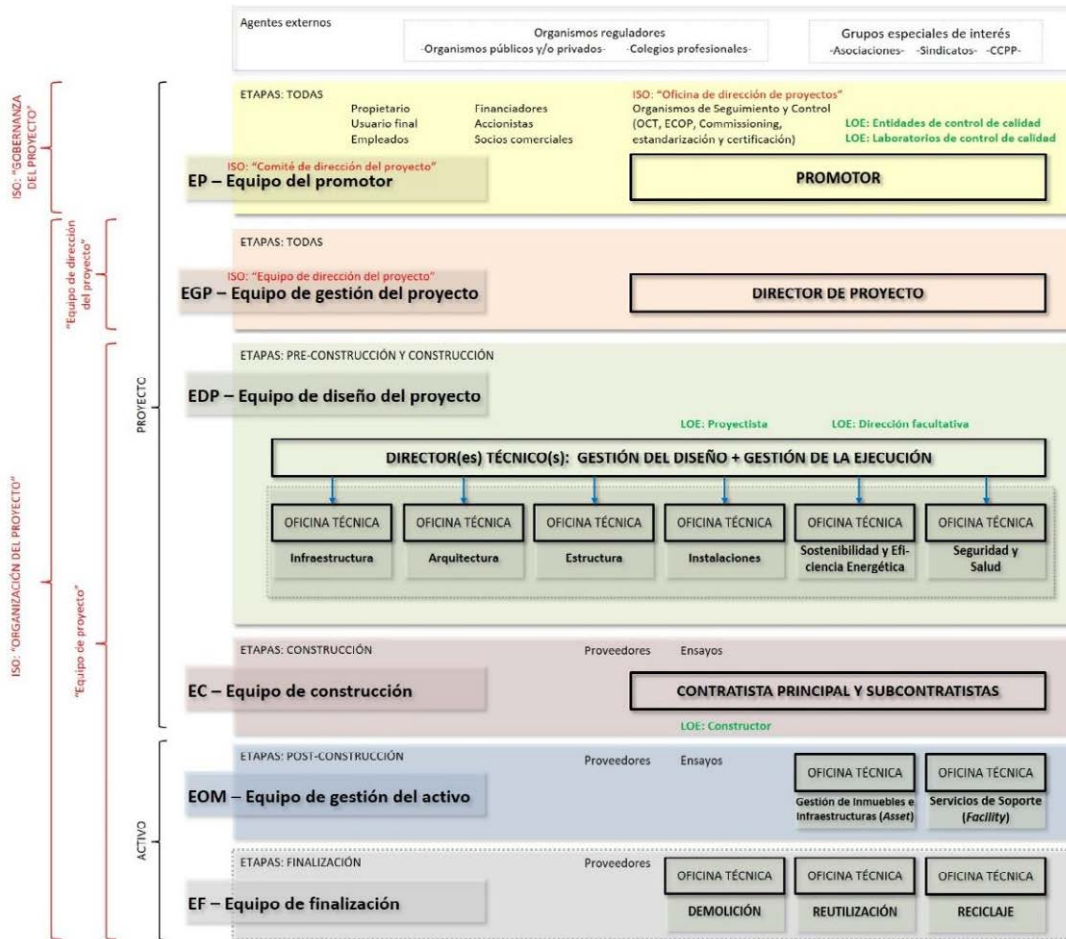 Agentes externos
Organismos reguladores
-Organismos públicos y/o privados- -Colegios profesionales-
Grupos especiales de interés
-Asociaciones- -Sindicatos- -CCPP-
ISO: "GOBERNANZA
DEL PROYECTO"
ETAPAS: TODAS
Propietario
Usuario final
Empleados
Financiadores
Accionistas
Socios comerciales
ISO: "Oficina de dirección de proyectos"
Organismos de Seguimiento y Control
(OCT, ECOP, Commissioning,
estandarización y certificación)
LOE: Entidades de control de calidad
LOE: Laboratorios de control de calidad
ISO: "Comité de dirección del proyecto"
EP – Equipo del promotor
PROMOTOR
ISO: "ORGANIZACIÓN DEL PROYECTO"
"Equipo de dirección
del proyecto"
"Equipo de proyecto"
PROYECTO
ETAPAS: TODAS
ISO: "Equipo de dirección del proyecto"
EGP – Equipo de gestión del proyecto
DIRECTOR DE PROYECTO
ETAPAS: PRE-CONSTRUCCIÓN Y CONSTRUCCIÓN
EDP – Equipo de diseño del proyecto
LOE: Proyectista
LOE: Dirección facultativa
DIRECTOR(es) TÉCNICO(s): GESTIÓN DEL DISEÑO + GESTIÓN DE LA EJECUCIÓN
OFICINA TÉCNICA
Infraestructura
OFICINA TÉCNICA
Arquitectura
OFICINA TÉCNICA
Estructura
OFICINA TÉCNICA
Instalaciones
OFICINA TÉCNICA
Sostenibilidad y Efi-
ciencia Energética
OFICINA TÉCNICA
Seguridad y
Salud
ETAPAS: CONSTRUCCIÓN
Proveedores
Ensayos
EC – Equipo de construcción
CONTRATISTA PRINCIPAL Y SUBCONTRATISTAS
LOE: Constructor
ACTIVO
ETAPAS: POST-CONSTRUCCIÓN
Proveedores
Ensayos
EOM – Equipo de gestión del activo
OFICINA TÉCNICA
Gestión de Inmuebles e
Infraestructuras (Asset)
OFICINA TÉCNICA
Servicios de Soporte
(Facility)
ETAPAS: FINALIZACIÓN
Proveedores
EF – Equipo de finalización
OFICINA TÉCNICA
DEMOLICIÓN
OFICINA TÉCNICA
REUTILIZACIÓN
OFICINA TÉCNICA
RECICLAJE